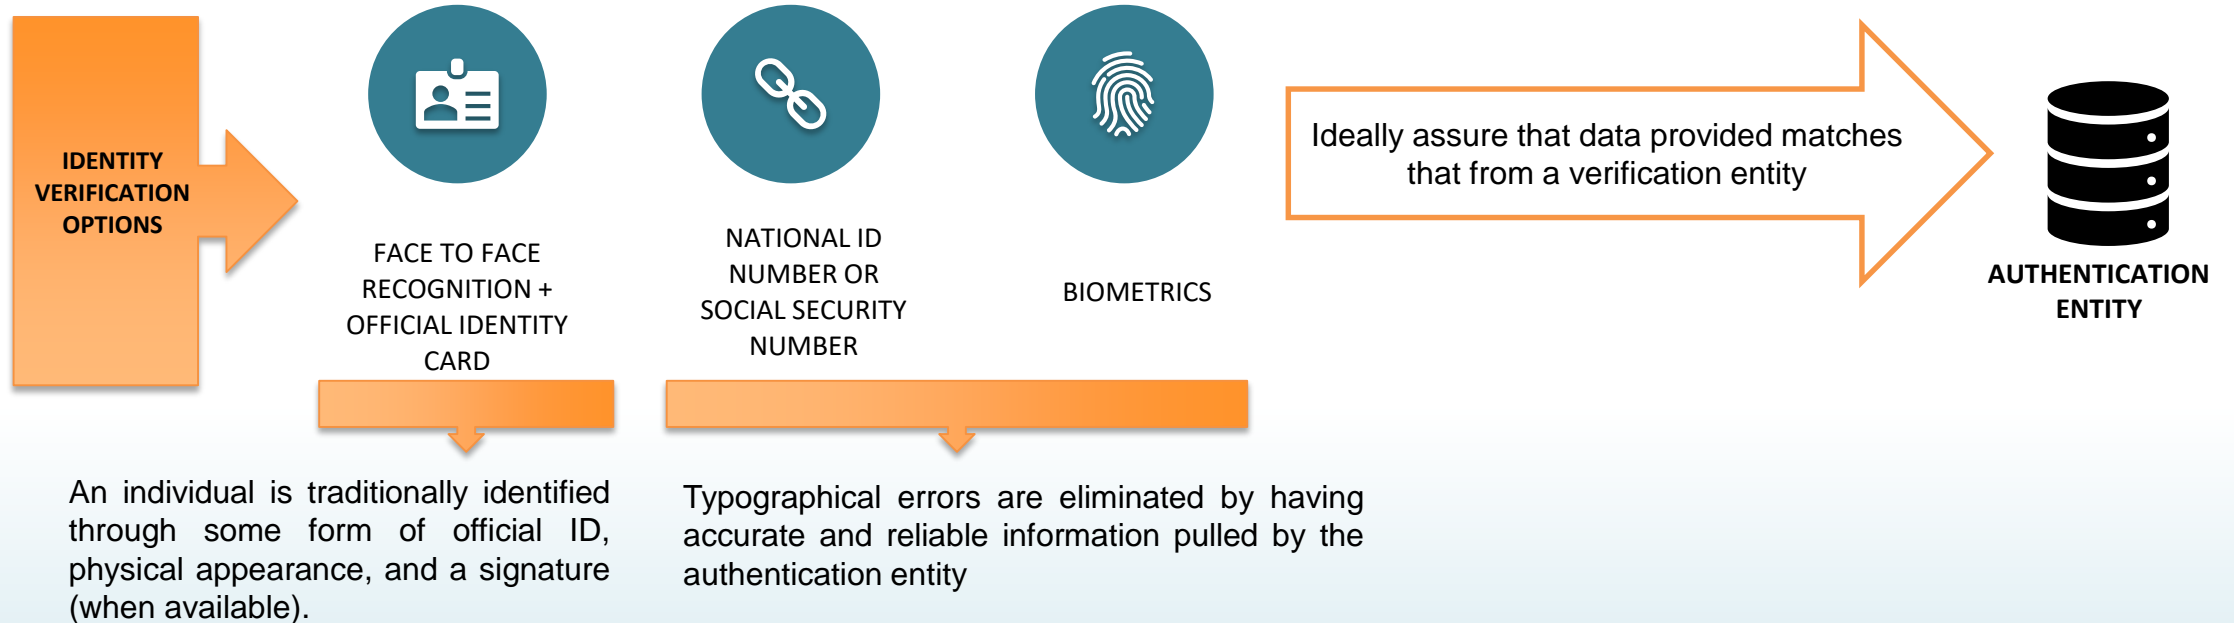 IDENTITY
VERIFICATION
OPTIONS
FACE TO FACE
RECOGNITION +
OFFICIAL IDENTITY
CARD
NATIONAL ID
NUMBER OR
SOCIAL SECURITY
NUMBER
BIOMETRICS
Ideally assure that data provided matches
that from a verification entity
AUTHENTICATION
ENTITY
An individual is traditionally identified
through some form of official ID,
physical appearance, and a signature
(when available).
Typographical errors are eliminated by having
accurate and reliable information pulled by the
authentication entity